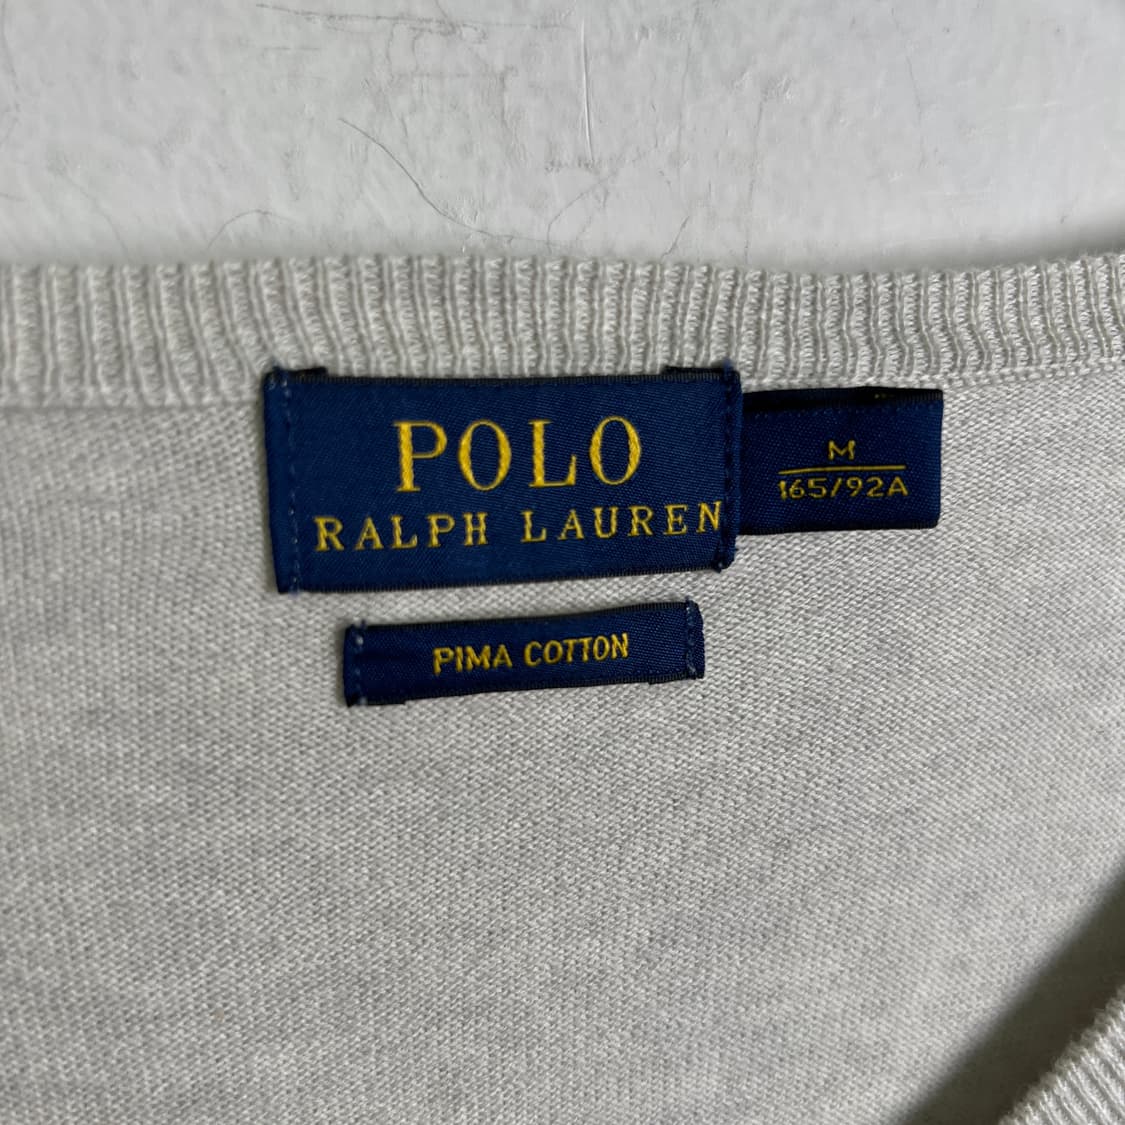 POLO
RALPH LAUREN
M
165/92A
PIMA COTTON